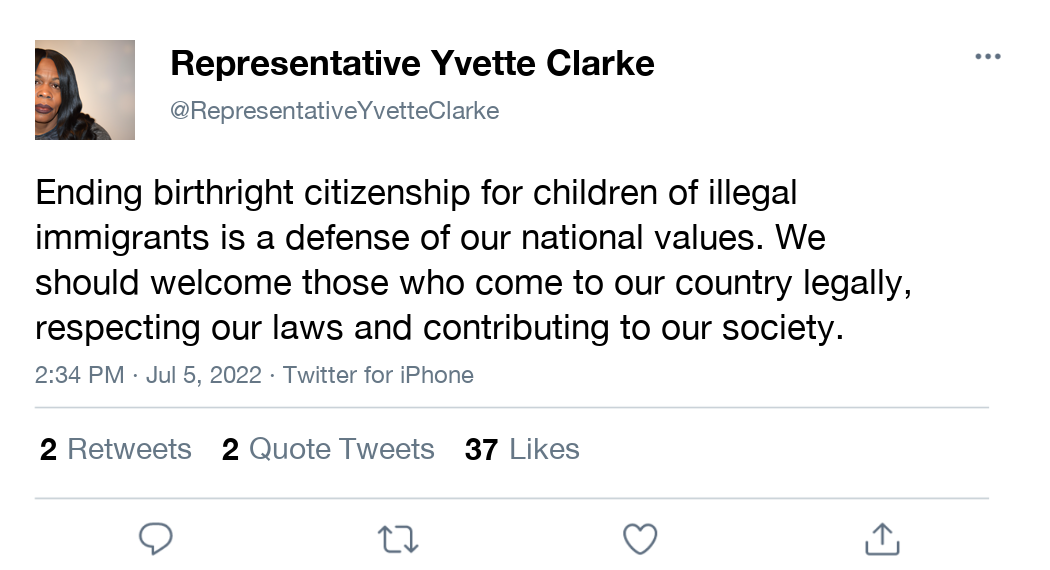 Representative Yvette Clarke
@RepresentativeYvetteClarke
Ending birthright citizenship for children of illegal
immigrants is a defense of our national values. We
should welcome those who come to our country legally,
respecting our laws and contributing to our society.
2:34 PM · Jul 5, 2022 · Twitter for iPhone
2 Retweets 2 Quote Tweets 37 Likes